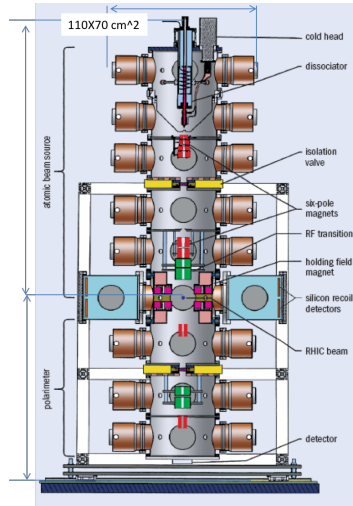 110X70 cm^2
cold head
dissociator
atomic beam source
isolation
valve
six-pole
magnets
RF transition
holding field
magnet
silicon recoil
detectors
RHIC beam
polarimeter
detector